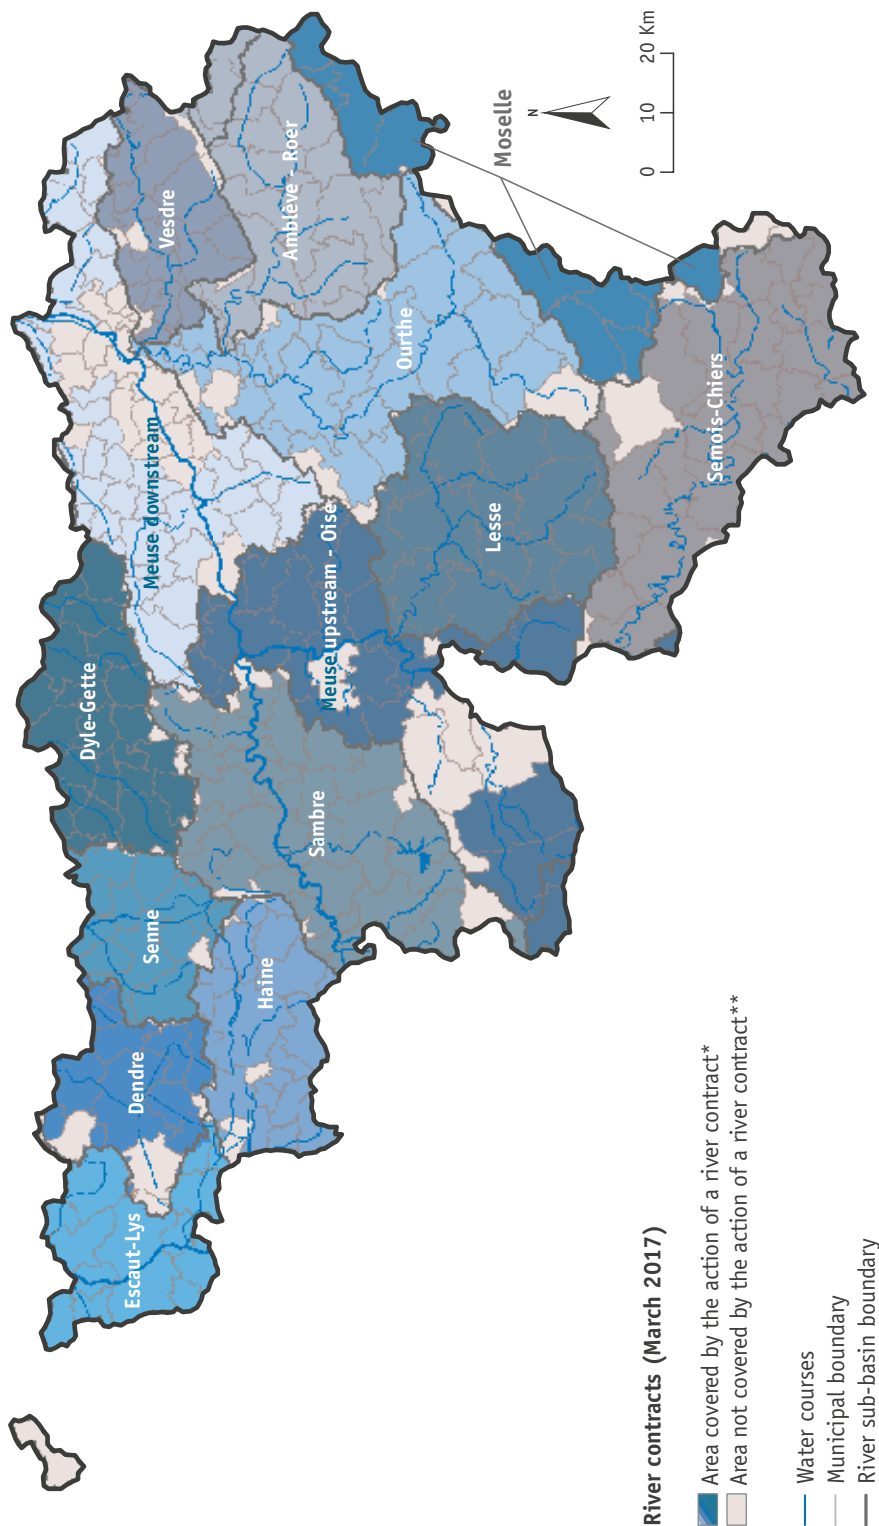 Escaut-Lys
Dendre
Senne
Haine
Dyle-Gette
Sambre
Meuse downstream
Meuse upstream - Oise
Vesdre
Amblève - Roer
Ourthe
Lesse
Semois-Chiers
Moselle
N
0 10 20 Km
River contracts (March 2017)
Area covered by the action of a river contract*
Area not covered by the action of a river contract**
Water courses
Municipal boundary
River sub-basin boundary